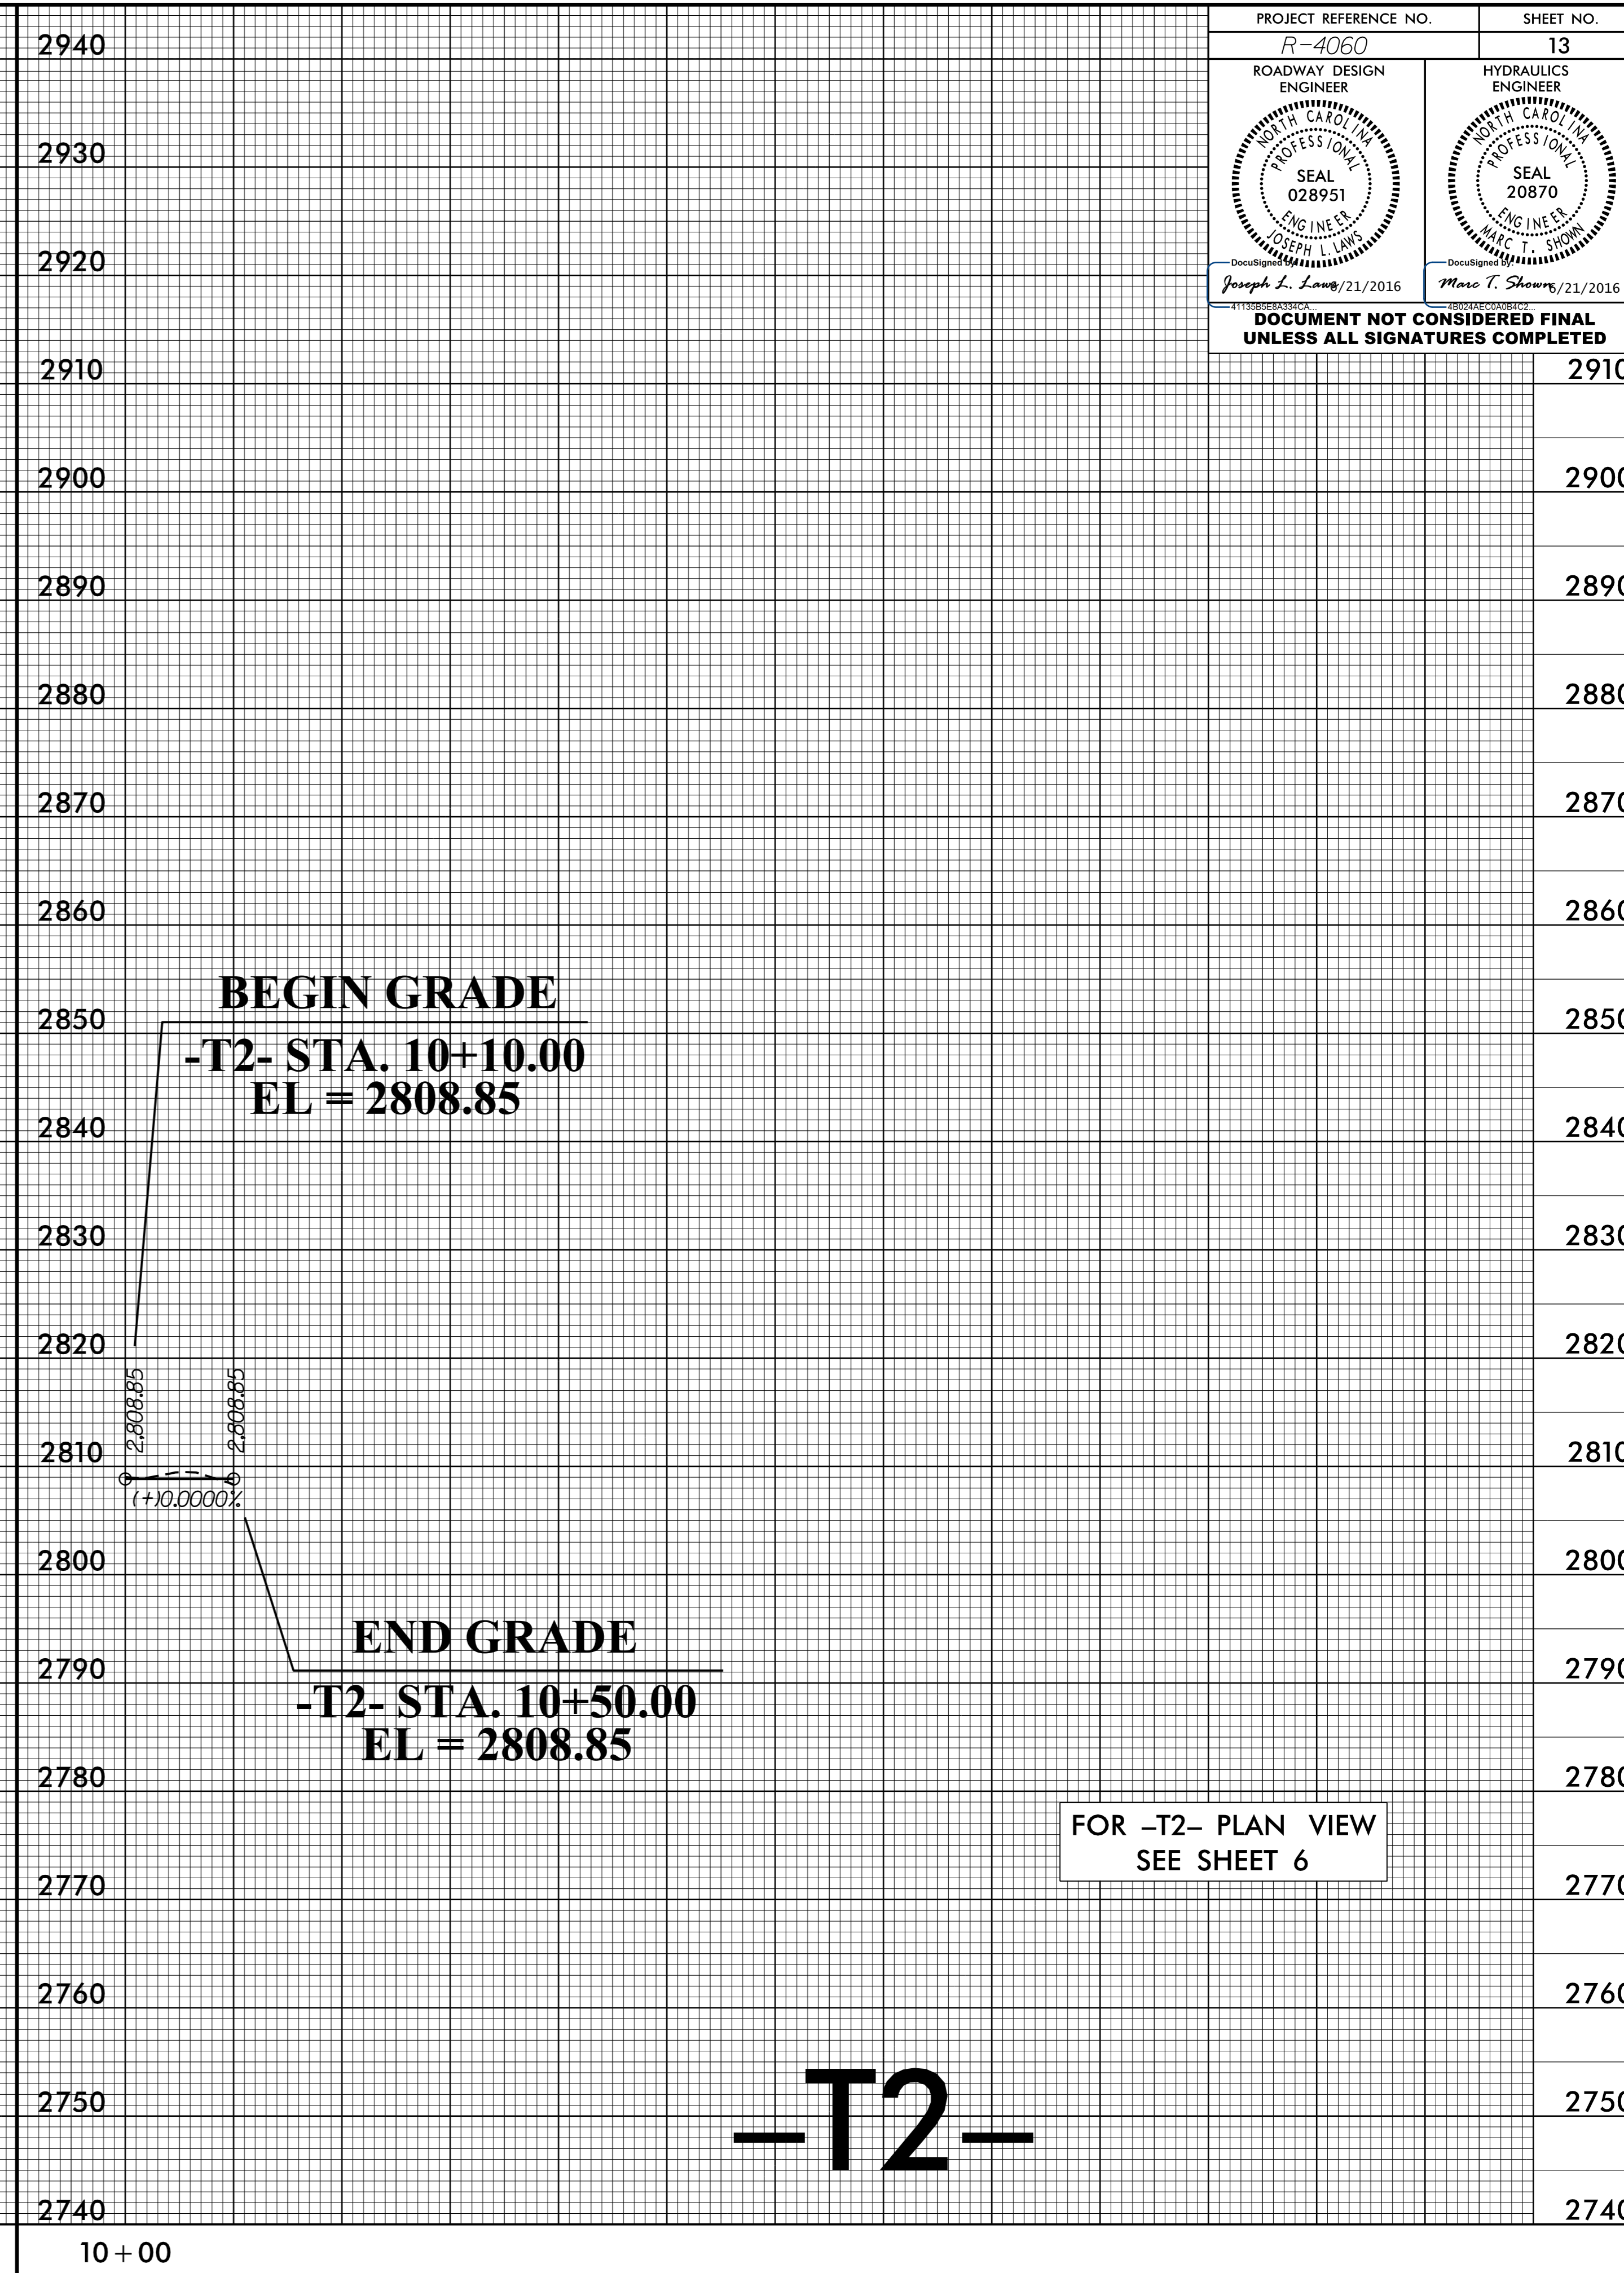 PROJECT REFERENCE NO. SHEET NO.
R-4060 13
ROADWAY DESIGN
ENGINEER
HYDRAULICS
ENGINEER
NORTH CAROLINA
PROFESSIONAL
SEAL
028951
ENGINEER
JOSEPH L. LAWS
NORTH CAROLINA
PROFESSIONAL
SEAL
20870
ENGINEER
MARC T. SHOWN
DocuSigned by:
Joseph L. Laws 6/21/2016
41135B5E8A334CA...
DocuSigned by:
Marc T. Shown 6/21/2016
4B024AEC0A0B4C2...
DOCUMENT NOT CONSIDERED FINAL
UNLESS ALL SIGNATURES COMPLETED
2940
2930
2920
2910 2910
2900 2900
2890 2890
2880 2880
2870 2870
2860 2860
BEGIN GRADE
2850 2850
-T2- STA. 10+10.00
EL = 2808.85
2840 2840
2830 2830
2820 2820
2,808.85 2,808.85
2810 2810
(+)0.0000%
2800 2800
END GRADE
2790 2790
-T2- STA. 10+50.00
EL = 2808.85
2780 2780
FOR –T2– PLAN VIEW
SEE SHEET 6
2770 2770
2760 2760
2750 2750
–T2–
2740 2740
10+00